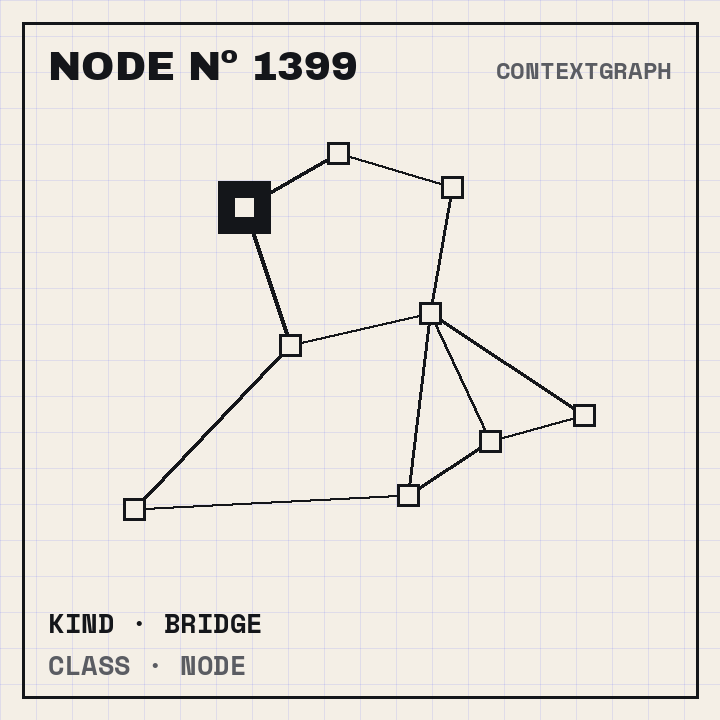 NODE Nº 1399
CONTEXTGRAPH
KIND · BRIDGE
CLASS · NODE